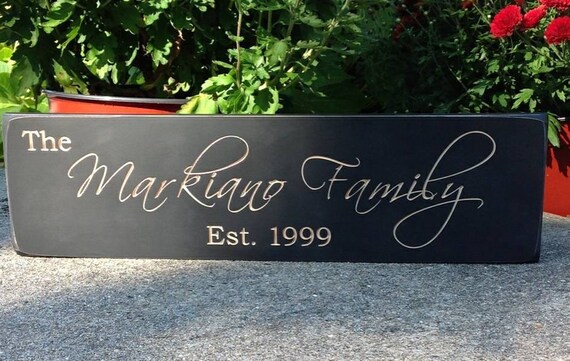 The
Markiano Family
Est. 1999